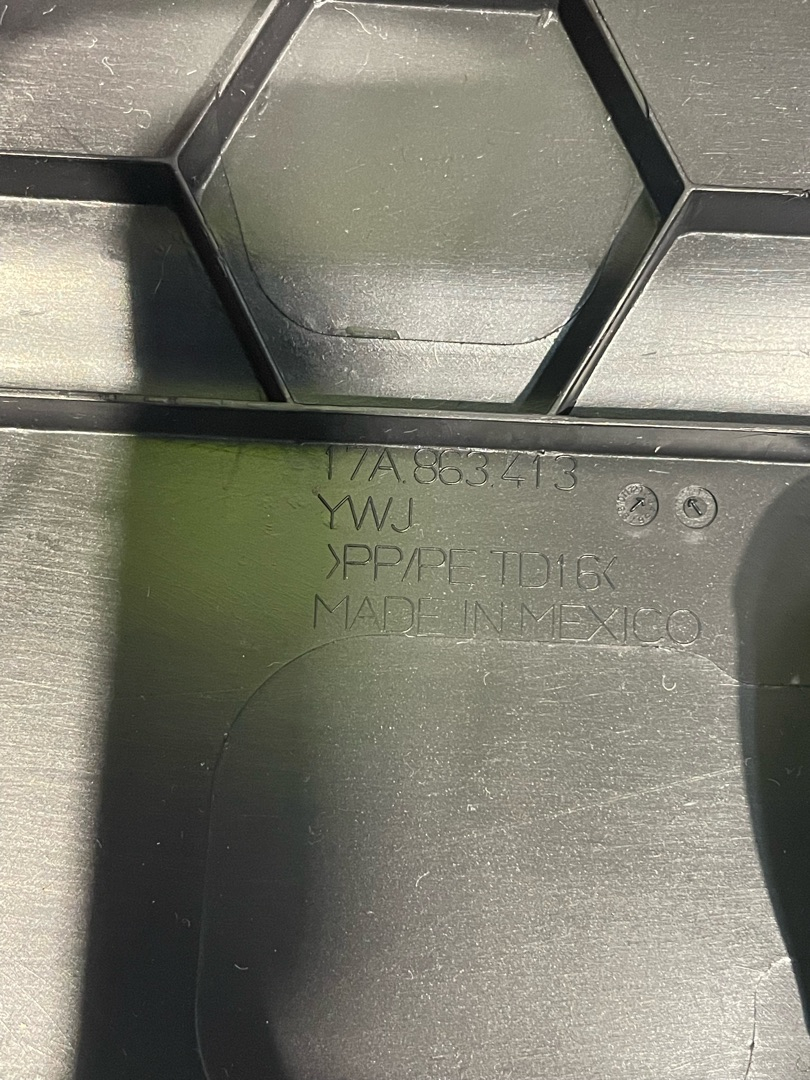 17A.863.413
YWJ
>PP/PE TD16<
MADE IN MEXICO